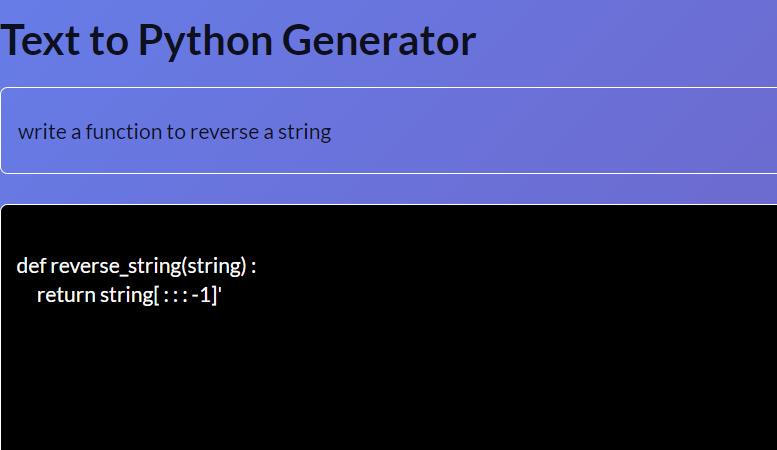 Text to Python Generator
write a function to reverse a string
def reverse_string(string) :
    return string[ : : : -1]'